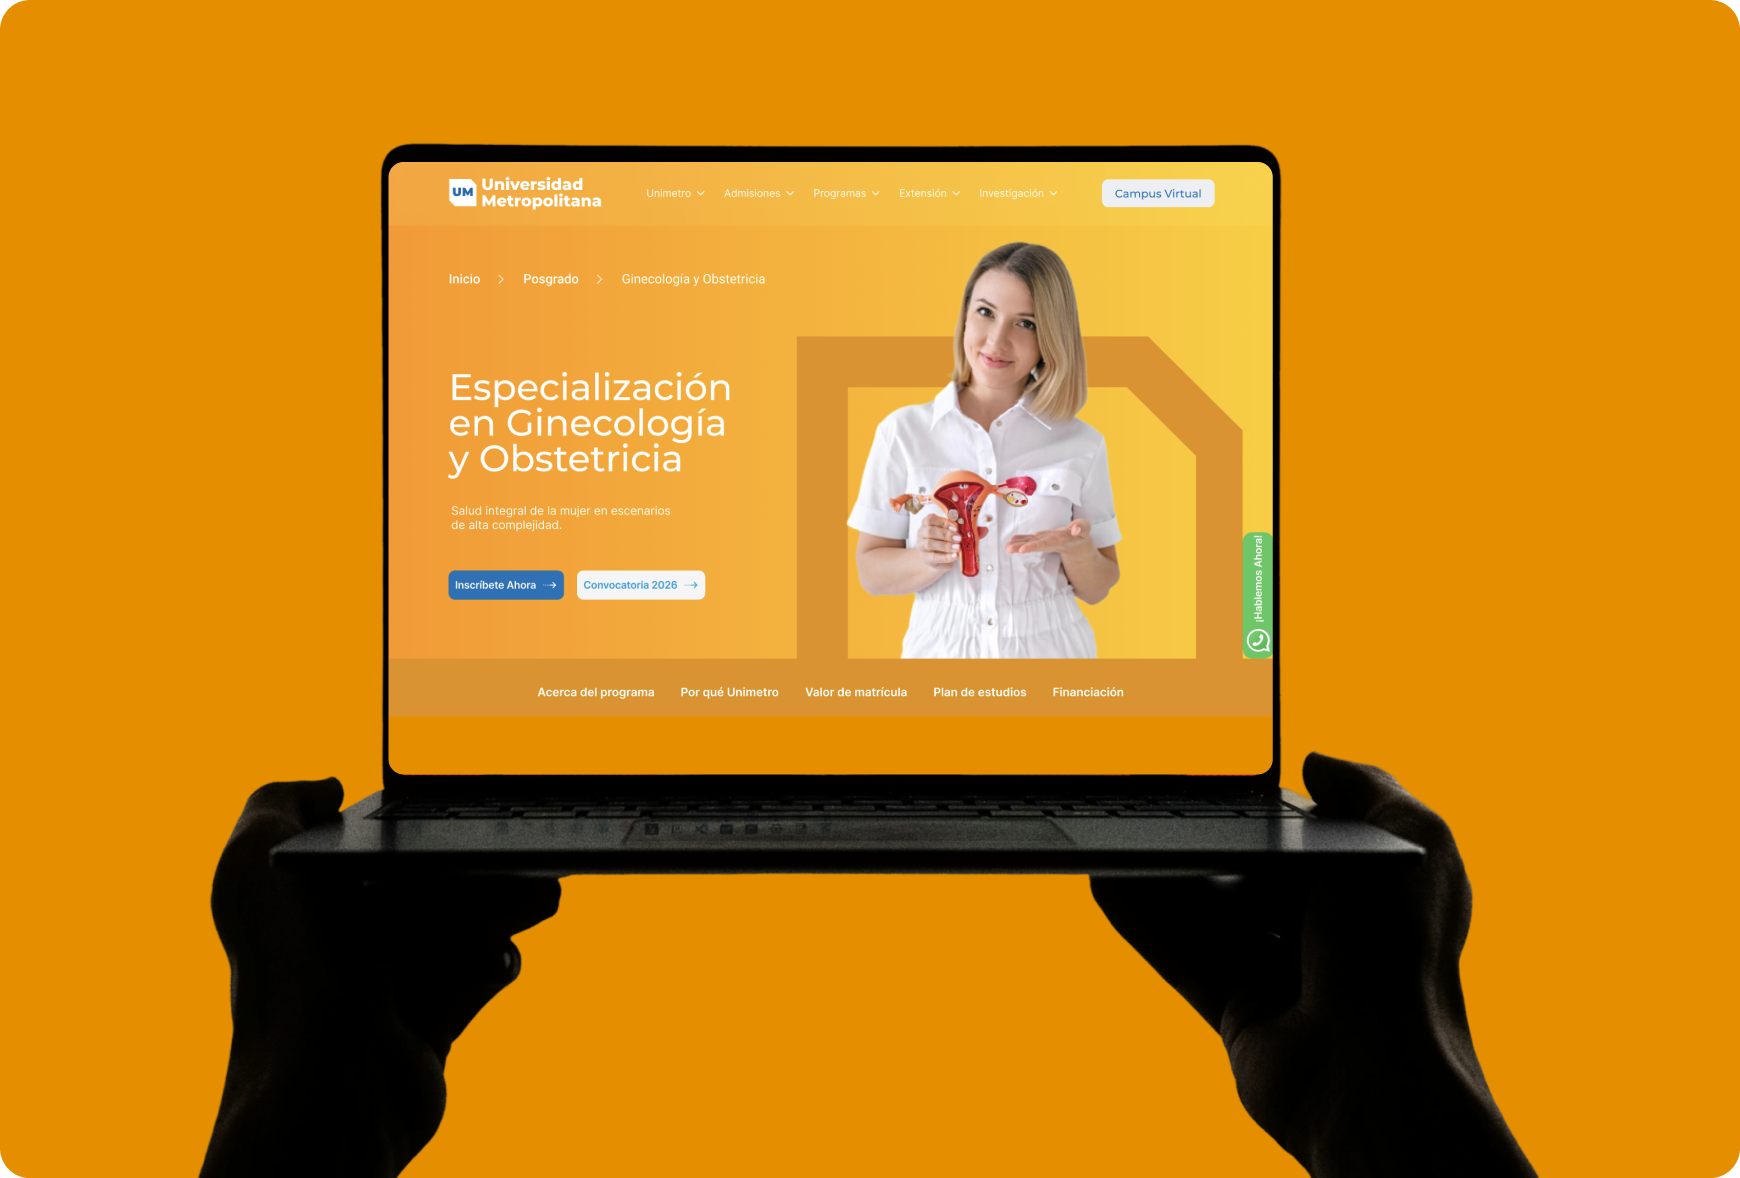 UM
Universidad
Metropolitana
Unimetro
Admisiones
Programas
Extensión
Investigación
Campus Virtual
Inicio > Posgrado > Ginecología y Obstetricia
Especialización
en Ginecología
y Obstetricia
Salud integral de la mujer en escenarios
de alta complejidad.
Inscríbete Ahora →
Convocatoria 2026 →
¡Hablemos Ahora!
Acerca del programa
Por qué Unimetro
Valor de matrícula
Plan de estudios
Financiación